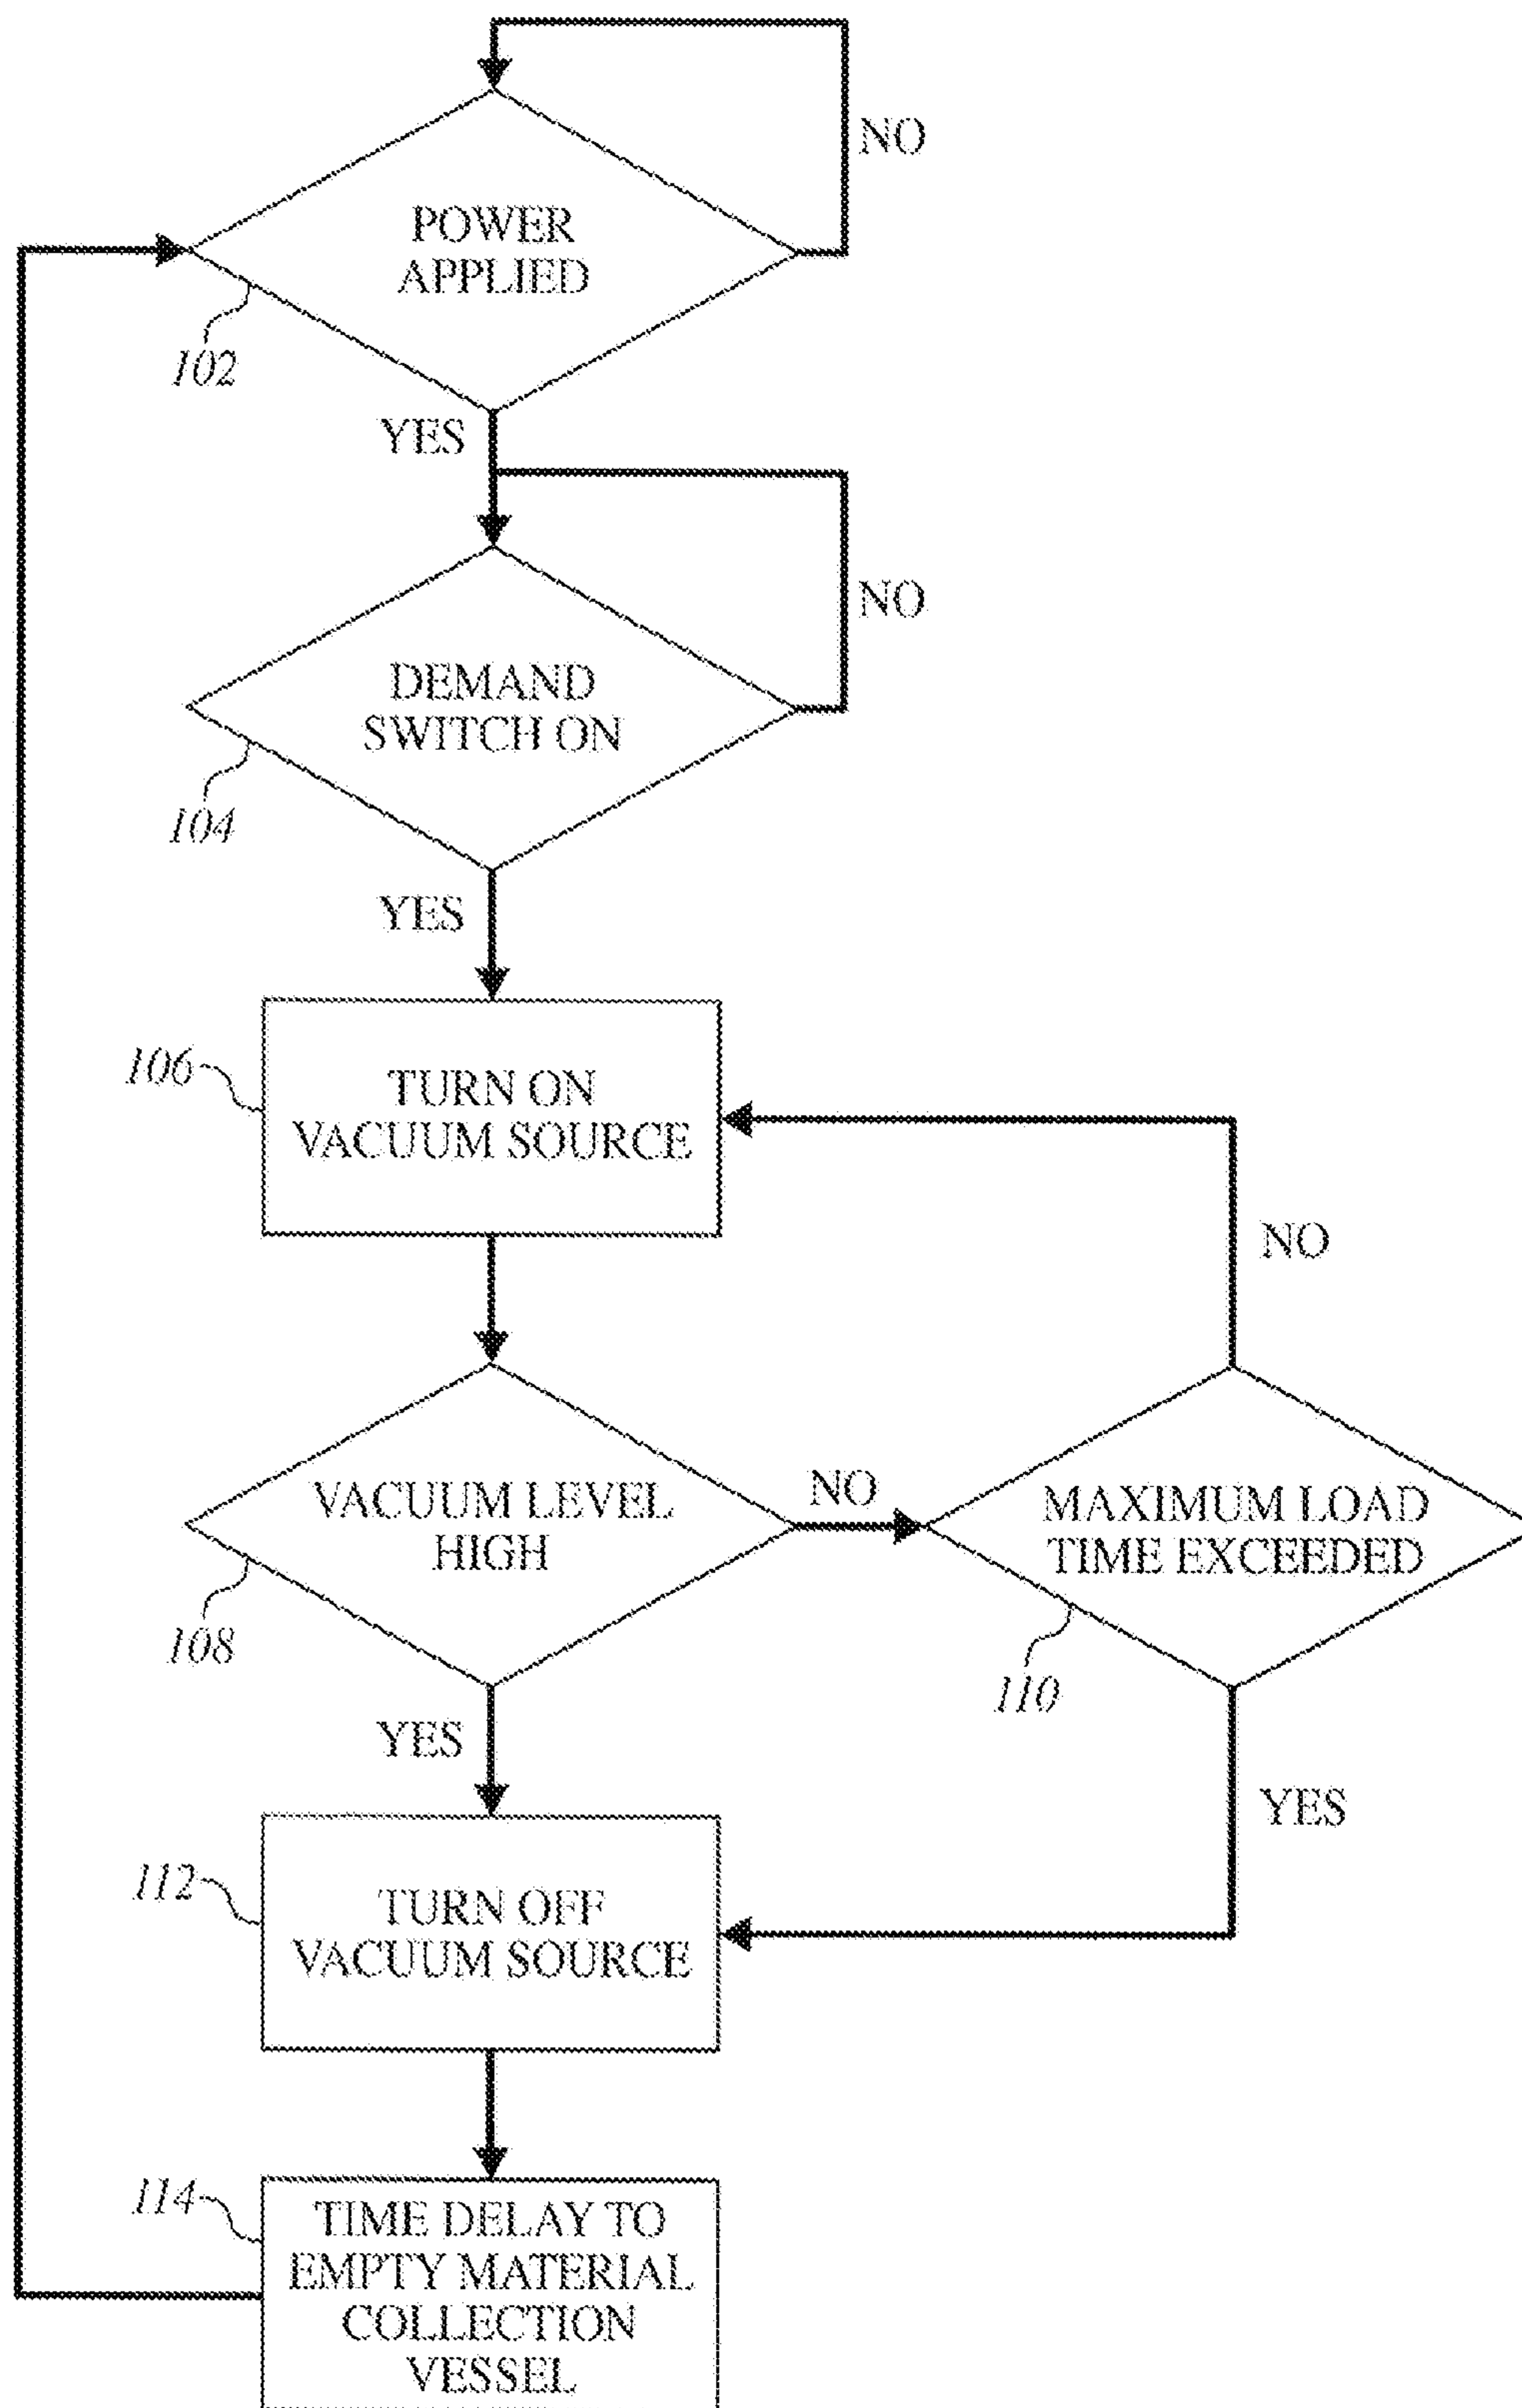 NO
POWER
APPLIED
102
YES
NO
DEMAND
SWITCH ON
104
YES
106
TURN ON
VACUUM SOURCE
NO
VACUUM LEVEL
HIGH
NO
MAXIMUM LOAD
TIME EXCEEDED
108
110
YES
YES
112
TURN OFF
VACUUM SOURCE
114
TIME DELAY TO
EMPTY MATERIAL
COLLECTION
VESSEL